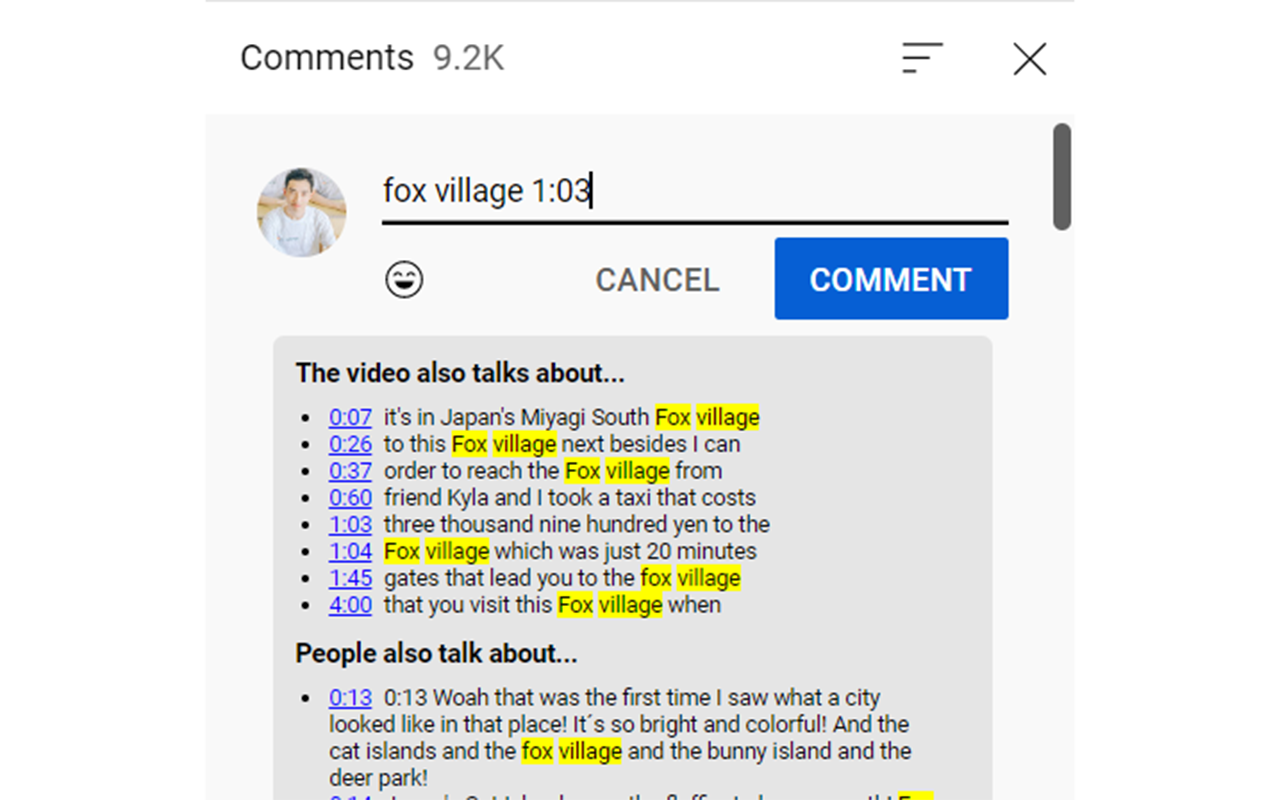 Comments 9.2K
fox village 1:03
CANCEL COMMENT
The video also talks about...
0:07 it's in Japan's Miyagi South Fox village
0:26 to this Fox village next besides I can
0:37 order to reach the Fox village from
0:60 friend Kyla and I took a taxi that costs
1:03 three thousand nine hundred yen to the
1:04 Fox village which was just 20 minutes
1:45 gates that lead you to the fox village
4:00 that you visit this Fox village when
People also talk about...
0:13 0:13 Woah that was the first time I saw what a city
looked like in that place! It´s so bright and colorful! And the
cat islands and the fox village and the bunny island and the
deer park!